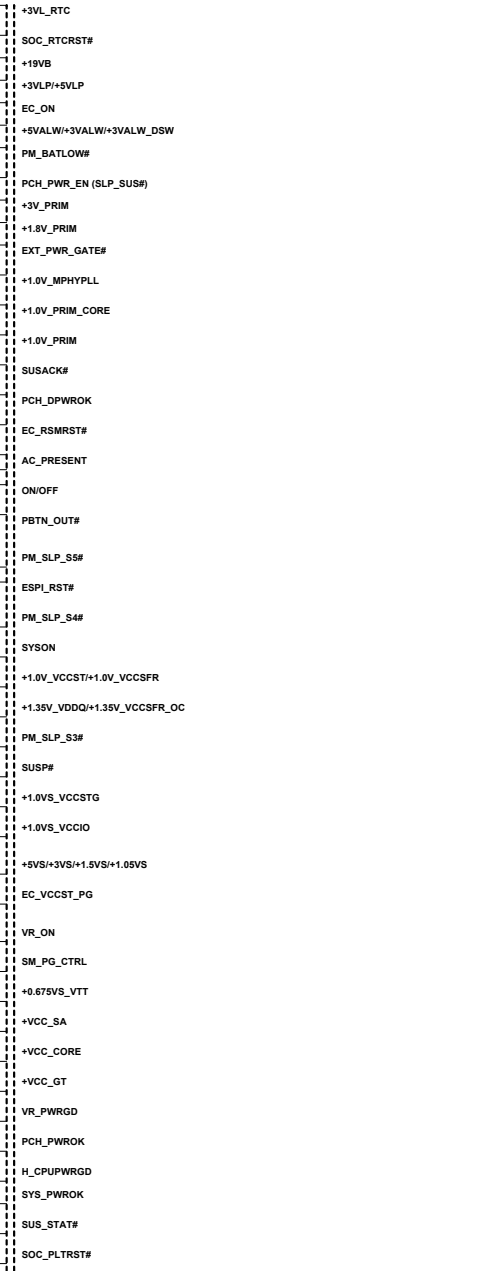 +3VL_RTC
SOC_RTCRST#
+19VB
+3VLP/+5VLP
EC_ON
+5VALW/+3VALW/+3VALW_DSW
PM_BATLOW#
PCH_PWR_EN (SLP_SUS#)
+3V_PRIM
+1.8V_PRIM
EXT_PWR_GATE#
+1.0V_MPHYPLL
+1.0V_PRIM_CORE
+1.0V_PRIM
SUSACK#
PCH_DPWROK
EC_RSMRST#
AC_PRESENT
ON/OFF
PBTN_OUT#
PM_SLP_S5#
ESPI_RST#
PM_SLP_S4#
SYSON
+1.0V_VCCST/+1.0V_VCCSFR
+1.35V_VDDQ/+1.35V_VCCSFR_OC
PM_SLP_S3#
SUSP#
+1.0VS_VCCSTG
+1.0VS_VCCIO
+5VS/+3VS/+1.5VS/+1.05VS
EC_VCCST_PG
VR_ON
SM_PG_CTRL
+0.675VS_VTT
+VCC_SA
+VCC_CORE
+VCC_GT
VR_PWRGD
PCH_PWROK
H_CPUPWRGD
SYS_PWROK
SUS_STAT#
SOC_PLTRST#